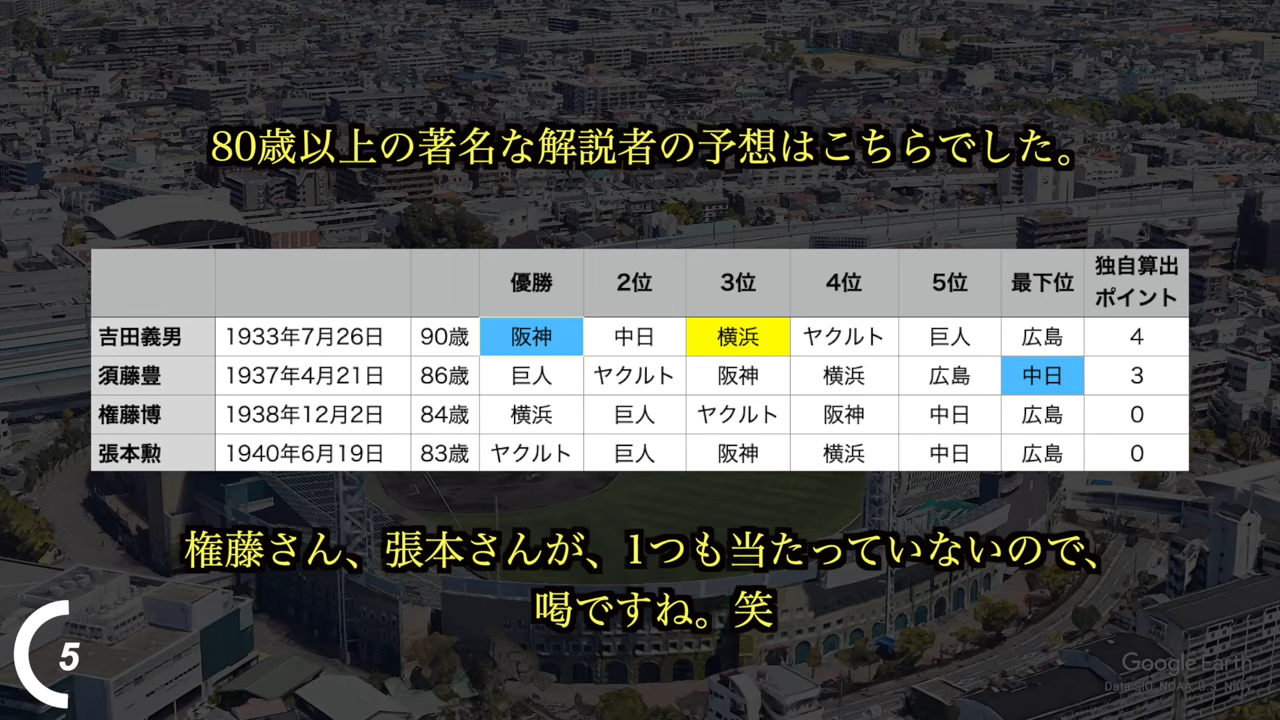 80歳以上の著名な解説者の予想はこちらでした。
優勝 2位 3位 4位 5位 最下位 独自算出ポイント
吉田義男 1933年7月26日 90歳 阪神 中日 横浜 ヤクルト 巨人 広島 4
須藤豊 1937年4月21日 86歳 巨人 ヤクルト 阪神 横浜 広島 中日 3
権藤博 1938年12月2日 84歳 横浜 巨人 ヤクルト 阪神 中日 広島 0
張本勲 1940年6月19日 83歳 ヤクルト 巨人 阪神 横浜 中日 広島 0
権藤さん、張本さんが、1つも当たっていないので、
喝ですね。笑
5
Google Earth
Data SIO, NOAA, U.S. Navy,